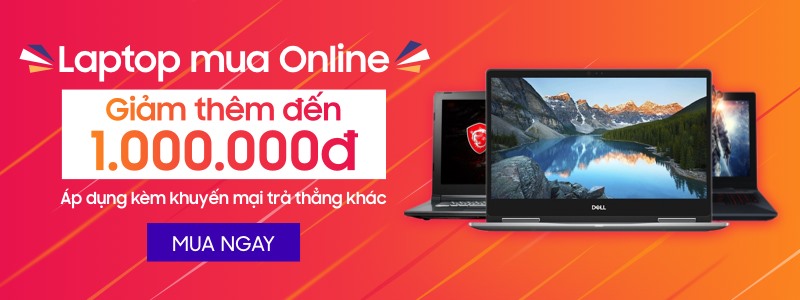 Laptop mua Online
Giảm thêm đến
1.000.000đ
Áp dụng kèm khuyến mại trả thẳng khác
MUA NGAY
DELL